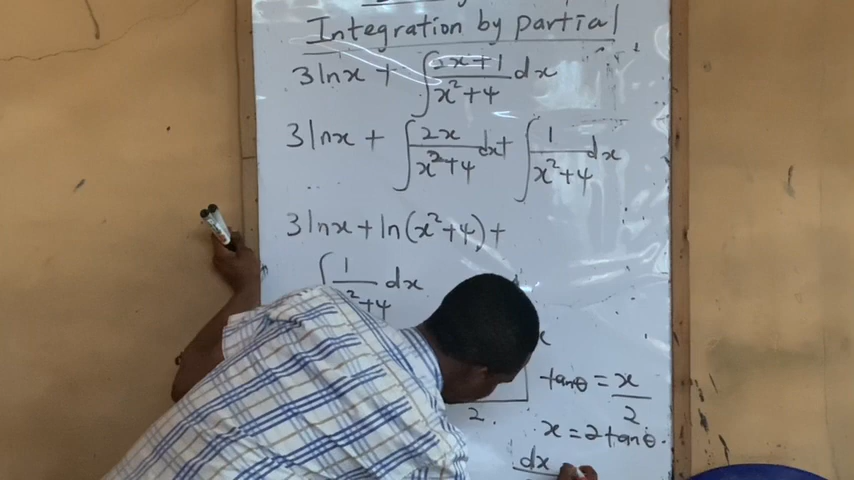 Integration by partial
3lnx + ∫ (2x+1)/(x²+4) dx
3lnx + ∫ 2x/(x²+4) dx + ∫ 1/(x²+4) dx
3lnx + ln(x²+4) +
∫ 1/(x²+4) dx
tanθ = x/2
2
x = 2tanθ
dx